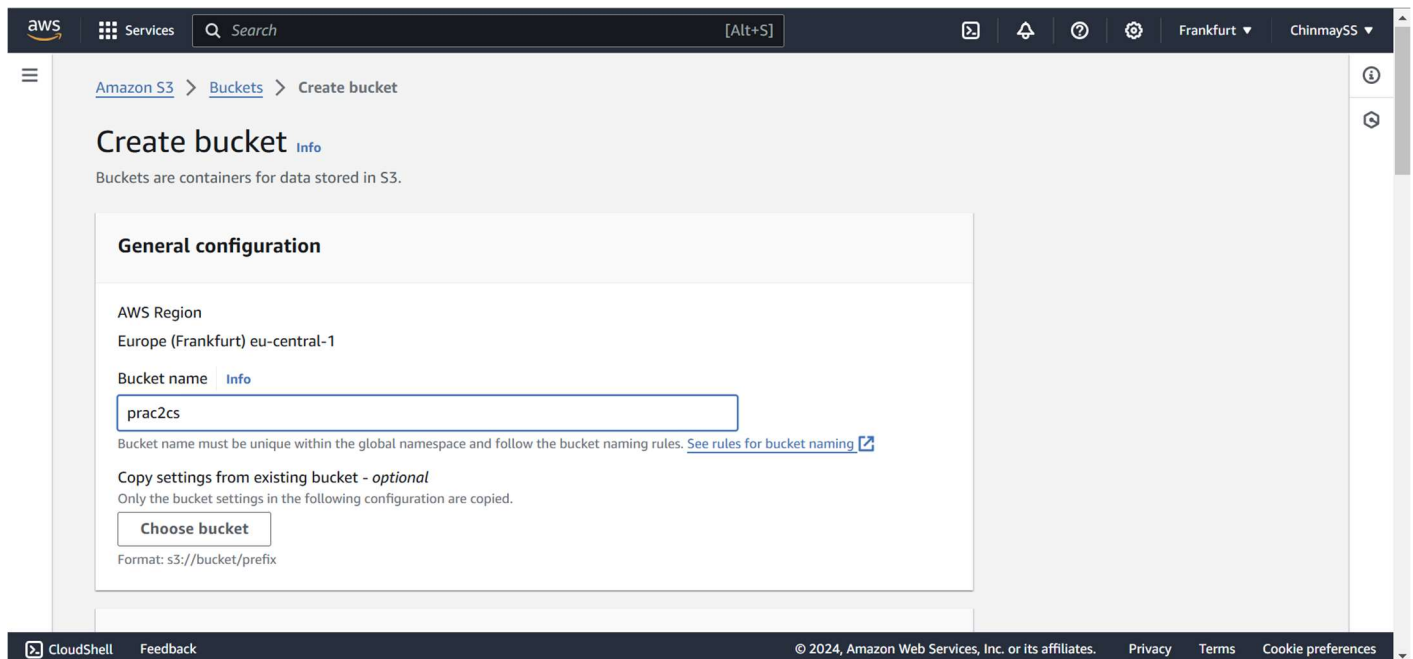 aws Services Search [Alt+S] Frankfurt ▼ ChinmaySS ▼
Amazon S3 > Buckets > Create bucket
Create bucket Info
Buckets are containers for data stored in S3.
General configuration
AWS Region
Europe (Frankfurt) eu-central-1
Bucket name Info
prac2cs
Bucket name must be unique within the global namespace and follow the bucket naming rules. See rules for bucket naming
Copy settings from existing bucket - optional
Only the bucket settings in the following configuration are copied.
Choose bucket
Format: s3://bucket/prefix
CloudShell Feedback © 2024, Amazon Web Services, Inc. or its affiliates. Privacy Terms Cookie preferences